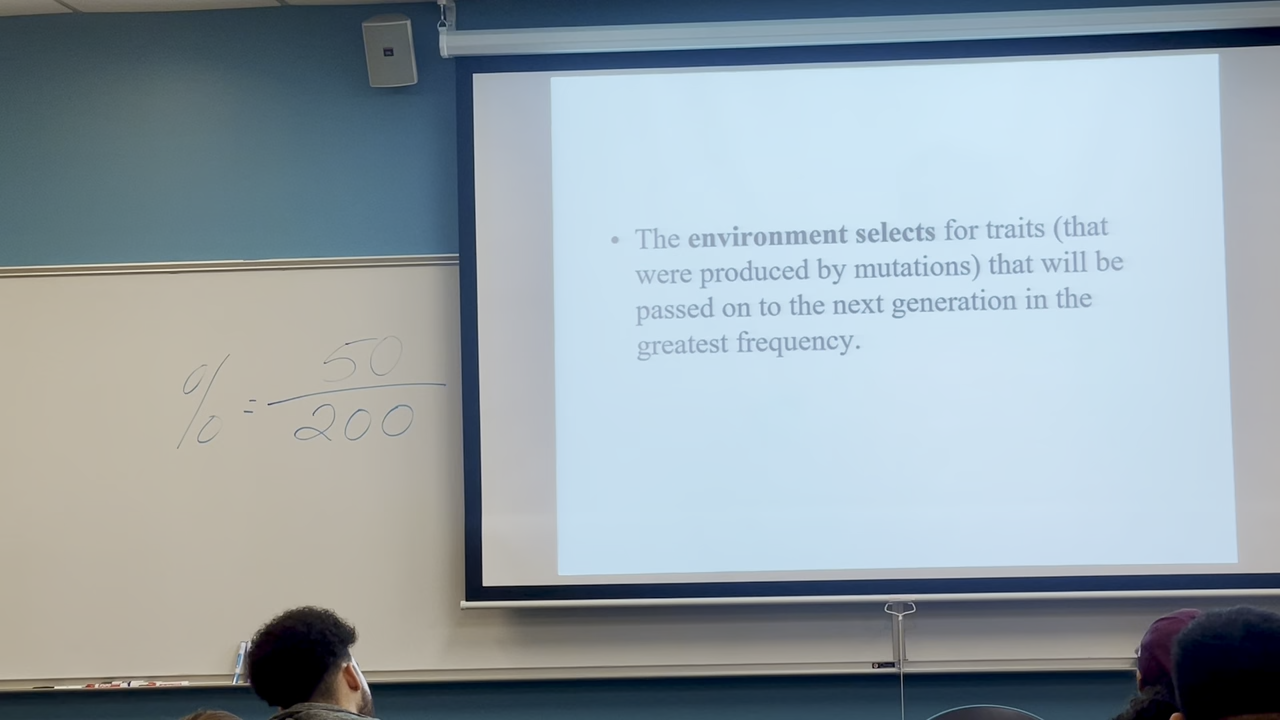 % = 50
200
• The environment selects for traits (that
were produced by mutations) that will be
passed on to the next generation in the
greatest frequency.